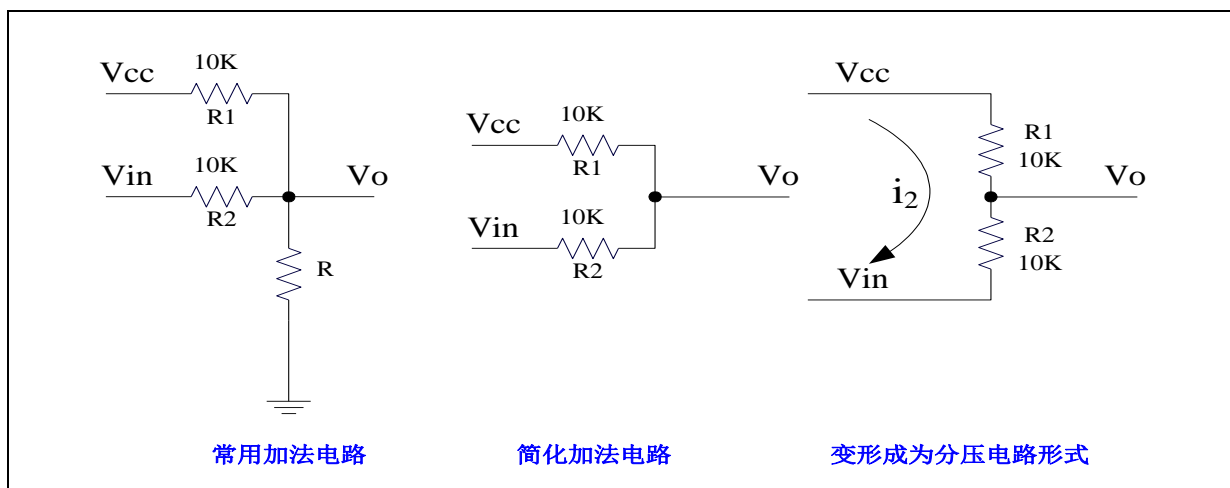 10K
Vcc
R1
10K
Vin
Vo
R2
R
常用加法电路
10K
Vcc
R1
Vo
10K
Vin
R2
简化加法电路
Vcc
R1
10K
Vo
i2
R2
10K
Vin
变形成为分压电路形式